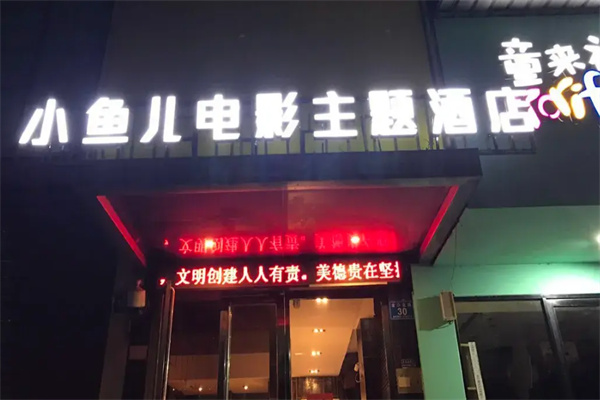 小鱼儿电影主题酒店
童来
，文明创建人人有责。美德贵在坚
30